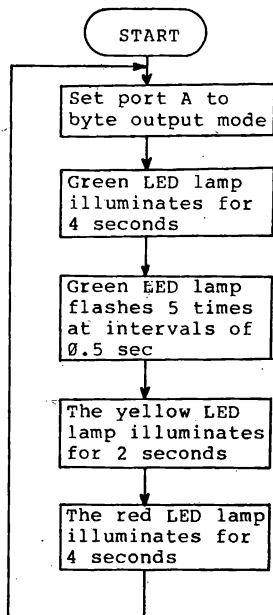 START
Set port A to
byte output mode
Green LED lamp
illuminates for
4 seconds
Green LED lamp
flashes 5 times
at intervals of
0.5 sec
The yellow LED
lamp illuminates
for 2 seconds
The red LED lamp
illuminates for
4 seconds